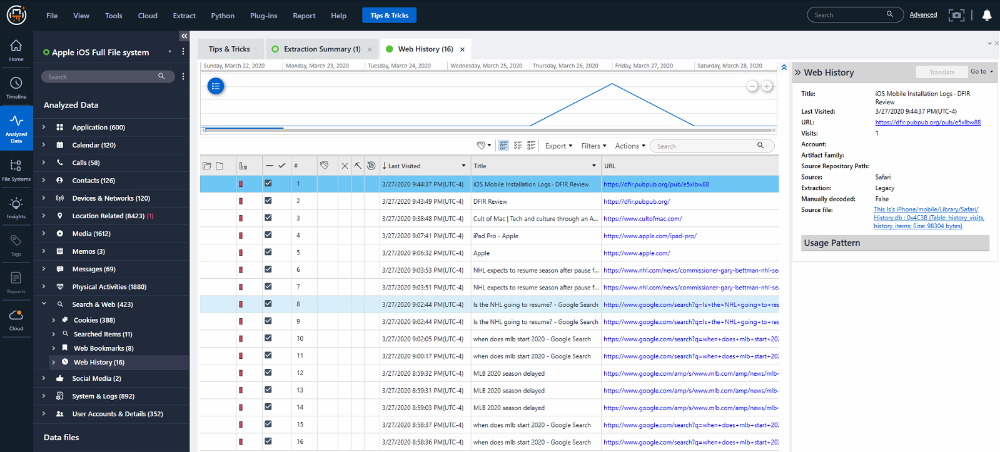 File View Tools Cloud Extract Python Plug-ins Report Help Tips & Tricks Search Advanced
Home
Timeline
Analyzed
Data
File Systems
Insights
Tags
Reports
Cloud
Apple iOS Full File system
Search
Analyzed Data
Application (600)
Calendar (120)
Calls (58)
Contacts (126)
Devices & Networks (120)
Location Related (8423) (1)
Media (1612)
Memos (3)
Messages (69)
Physical Activities (1880)
Search & Web (423)
Cookies (388)
Searched Items (11)
Web Bookmarks (8)
Web History (16)
Social Media (2)
System & Logs (892)
User Accounts & Details (352)
Data files
Tips & Tricks Extraction Summary (1) Web History (16)
Sunday, March 22, 2020 Monday, March 23, 2020 Tuesday, March 24, 2020 Wednesday, March 25, 2020 Thursday, March 26, 2020 Friday, March 27, 2020 Saturday, March 28, 2020
Export Filters Actions Search
# Last Visited Title URL
1 3/27/2020 9:44:37 PM(UTC-4) iOS Mobile Installation Logs · DFIR Review https://dfir.pubpub.org/pub/e5xlbw88
2 3/27/2020 9:43:49 PM(UTC-4) DFIR Review https://dfir.pubpub.org/
3 3/27/2020 9:38:48 PM(UTC-4) Cult of Mac | Tech and culture through an A... https://www.cultofmac.com/
4 3/27/2020 9:07:41 PM(UTC-4) iPad Pro - Apple https://www.apple.com/ipad-pro/
5 3/27/2020 9:06:32 PM(UTC-4) Apple https://www.apple.com/
6 3/27/2020 9:03:53 PM(UTC-4) NHL expects to resume season after pause f... https://www.nhl.com/news/commissioner-gary-bettman-nhl-sea
7 3/27/2020 9:03:51 PM(UTC-4) NHL expects to resume season after pause f... https://www.nhl.com/news/commissioner-gary-bettman-nhl-sea
8 3/27/2020 9:02:44 PM(UTC-4) Is the NHL going to resume? - Google Search https://www.google.com/search?q=Is+the+NHL+going+to+res
9 3/27/2020 9:02:44 PM(UTC-4) Is the NHL going to resume? - Google Search https://www.google.com/search?q=Is+the+NHL+going+to+res
10 3/27/2020 9:02:05 PM(UTC-4) when does mlb start 2020 - Google Search https://www.google.com/search?q=when+does+mlb+start+202
11 3/27/2020 9:00:17 PM(UTC-4) when does mlb start 2020 - Google Search https://www.google.com/search?q=when+does+mlb+start+202
12 3/27/2020 8:59:32 PM(UTC-4) MLB 2020 season delayed https://www.google.com/amp/s/www.mlb.com/amp/news/mlb-
13 3/27/2020 8:59:31 PM(UTC-4) MLB 2020 season delayed https://www.google.com/amp/s/www.mlb.com/amp/news/mlb-
14 3/27/2020 8:59:03 PM(UTC-4) MLB 2020 season delayed https://www.google.com/amp/s/www.mlb.com/amp/news/mlb-
15 3/27/2020 8:58:37 PM(UTC-4) when does mlb start 2020 - Google Search https://www.google.com/search?q=when+does+mlb+start+202
16 3/27/2020 8:58:36 PM(UTC-4) when does mlb start 2020 - Google Search https://www.google.com/search?q=when+does+mlb+start+202
Web History Translate Go to
Title: iOS Mobile Installation Logs · DFIR
Review
Last Visited: 3/27/2020 9:44:37 PM(UTC-4)
URL: https://dfir.pubpub.org/pub/e5xlbw88
Visits: 1
Account:
Artifact Family:
Source Repository Path:
Source: Safari
Extraction: Legacy
Manually decoded: False
Source file: This Is's iPhone/mobile/Library/Safari/
History.db : 0x4C3B (Table: history_visits,
history_items; Size: 98304 bytes)
Usage Pattern